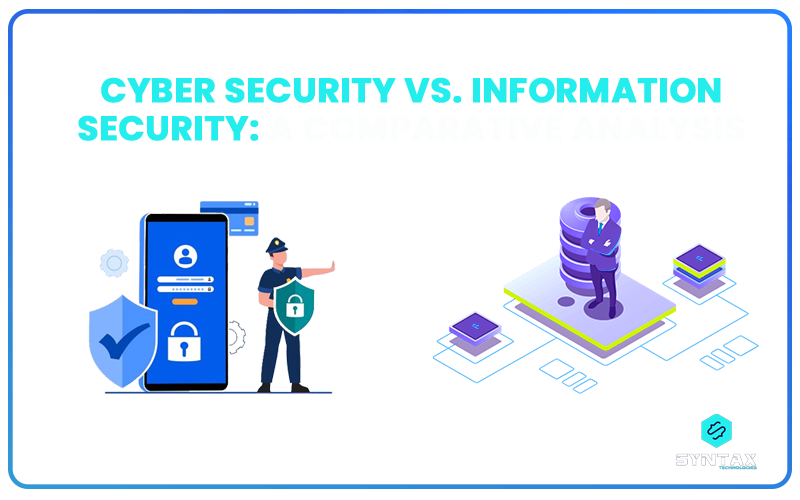 CYBER SECURITY VS. INFORMATION
SECURITY: A COMPARATIVE ANALYSIS
SYNTAX
TECHNOLOGIES